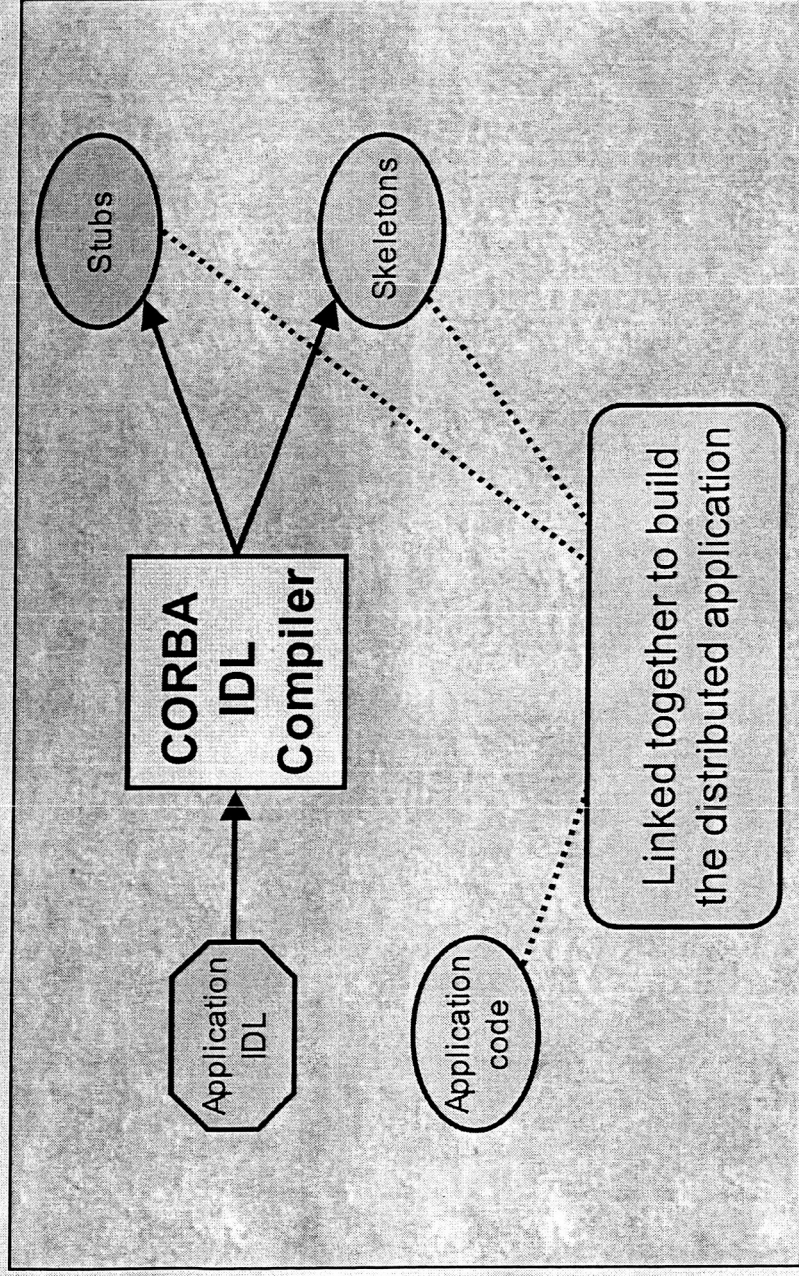 Application
IDL
CORBA
IDL
Compiler
Stubs
Skeletons
Application
code
Linked together to build
the distributed application